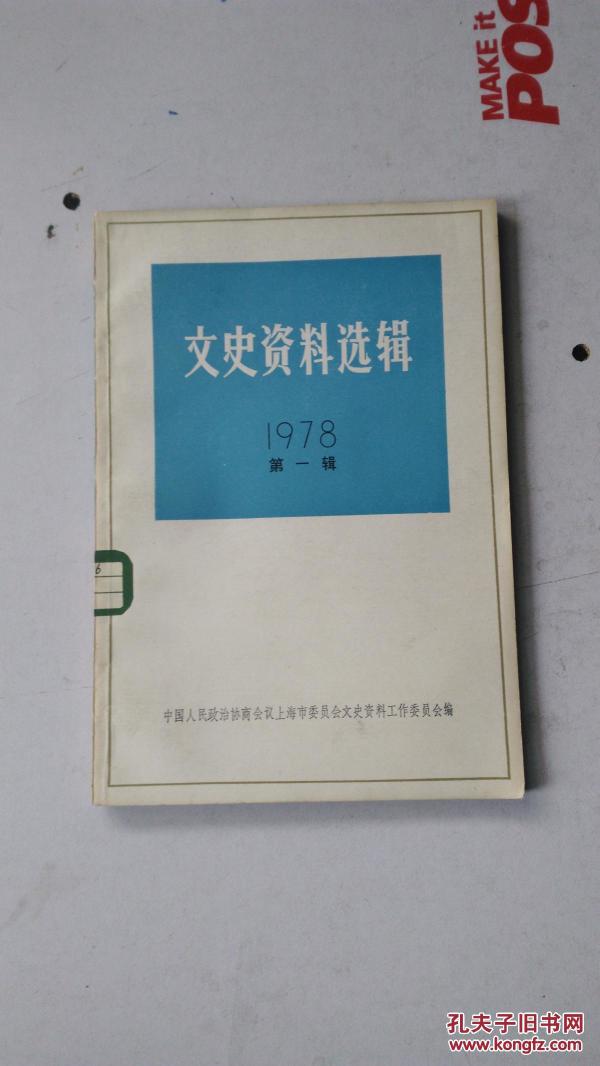 MAKE it
POS
文史资料选辑
1978
第一辑
6
中国人民政治协商会议上海市委员会文史资料工作委员会编
孔夫子旧书网
www.kongfz.com